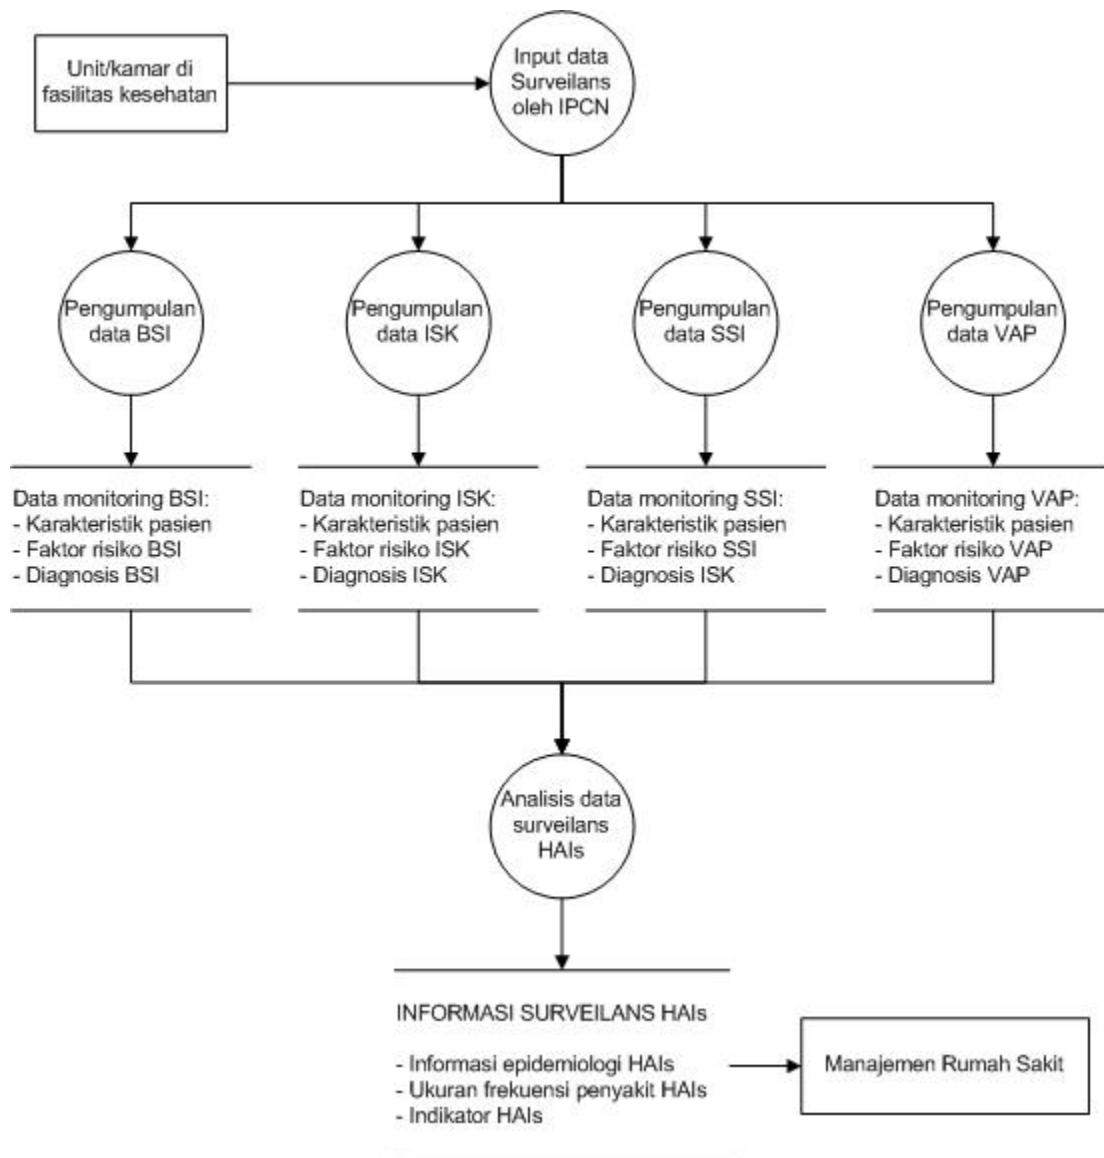 Unit/kamar di
fasilitas kesehatan
Input data
Surveilans
oleh IPCN
Pengumpulan
data BSI
Pengumpulan
data ISK
Pengumpulan
data SSI
Pengumpulan
data VAP
Data monitoring BSI:
- Karakteristik pasien
- Faktor risiko BSI
- Diagnosis BSI
Data monitoring ISK:
- Karakteristik pasien
- Faktor risiko ISK
- Diagnosis ISK
Data monitoring SSI:
- Karakteristik pasien
- Faktor risiko SSI
- Diagnosis ISK
Data monitoring VAP:
- Karakteristik pasien
- Faktor risiko VAP
- Diagnosis VAP
Analisis data
surveilans
HAIs
INFORMASI SURVEILANS HAIs
- Informasi epidemiologi HAIs
- Ukuran frekuensi penyakit HAIs
- Indikator HAIs
Manajemen Rumah Sakit